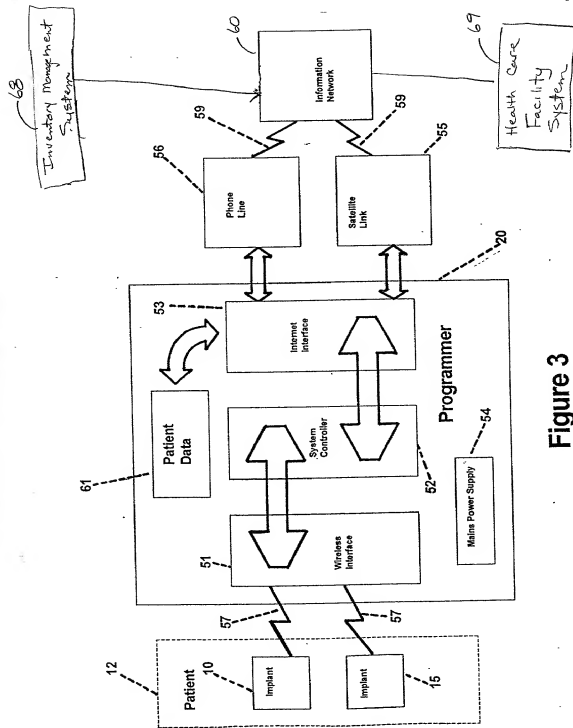 68
Inventory Management
System
60
Information
Network
69
Health Care
Facility
System
59
59
56
Phone
Line
Satellite
Link
55
20
53
Internet
Interface
Patient
Data
61
System
Controller
52
Programmer
54
Mains Power Supply
51
Wireless
Interface
57
57
12
Patient
10
Implant
Implant
15
Figure 3